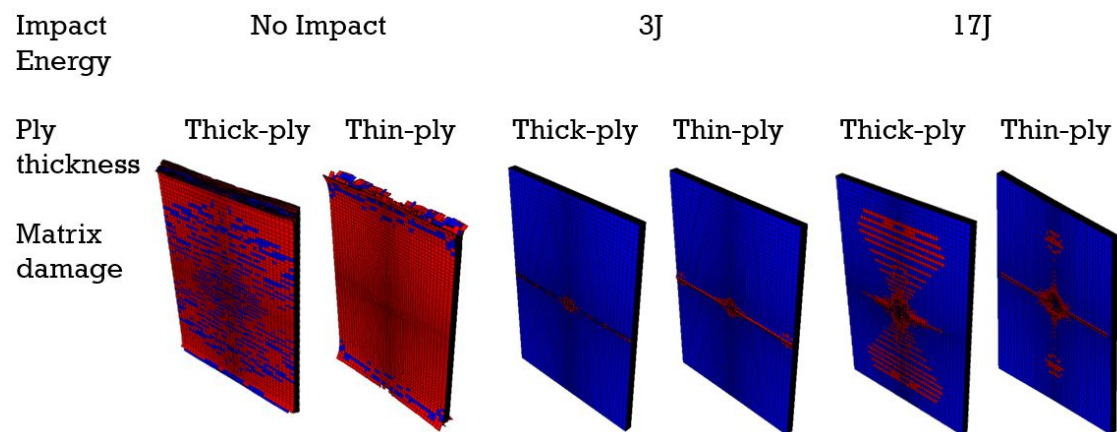 Impact Energy No Impact 3J 17J
Ply thickness Thick-ply Thin-ply Thick-ply Thin-ply Thick-ply Thin-ply
Matrix damage